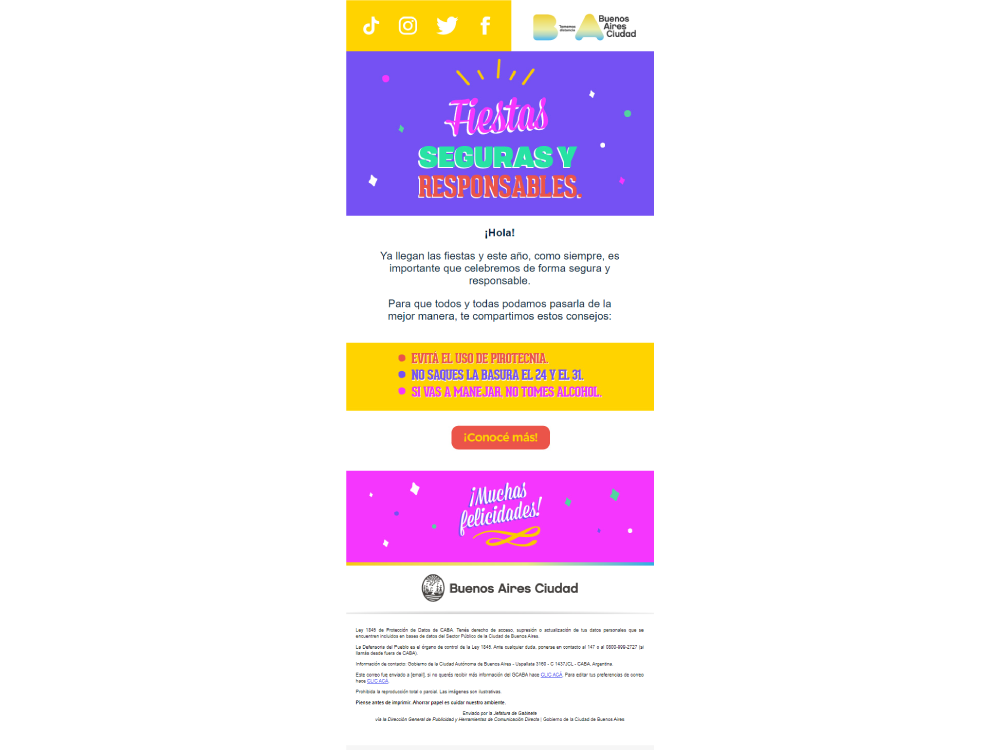 BA
Tomemos
distancia
Buenos
Aires
Ciudad
Fiestas
SEGURAS Y
RESPONSABLES.
¡Hola!
Ya llegan las fiestas y este año, como siempre, es
importante que celebremos de forma segura y
responsable.
Para que todos y todas podamos pasarla de la
mejor manera, te compartimos estos consejos:
EVITÁ EL USO DE PIROTECNIA.
NO SAQUES LA BASURA EL 24 Y EL 31.
SI VAS A MANEJAR, NO TOMES ALCOHOL.
¡Conocé más!
¡Muchas
felicidades!
Buenos Aires Ciudad
Ley 1845 de Protección de Datos de CABA. Tenés derecho de acceso, supresión o actualización de tus datos personales que se
encuentren incluidos en bases de datos del Sector Público de la Ciudad de Buenos Aires.
La Defensoría del Pueblo es el órgano de control de la Ley 1845. Ante cualquier duda, ponerse en contacto al 147 o al 0800-999-2727 (si
llamás desde fuera de CABA).
Información de contacto: Gobierno de la Ciudad Autónoma de Buenos Aires - Uspallata 3160 - C 1437JCL - CABA, Argentina
Este correo fue enviado a [email], si no querés recibir más información del GCABA hace CLIC ACÁ. Para editar tus preferencias de correo
hace CLIC ACÁ.
Prohibida la reproducción total o parcial. Las imágenes son ilustrativas.
Piense antes de imprimir. Ahorrar papel es cuidar nuestro ambiente.
Enviado por la Jefatura de Gabinete
vía la Dirección General de Publicidad y Herramientas de Comunicación Directa | Gobierno de la Ciudad de Buenos Aires